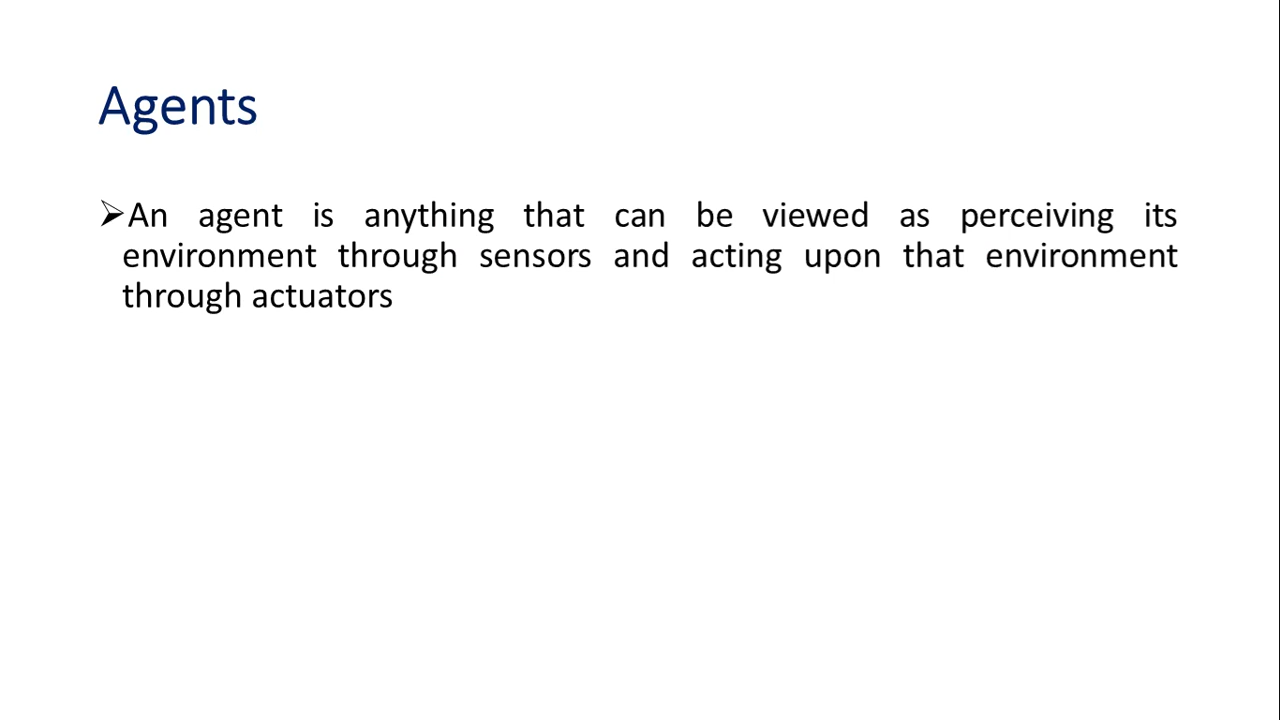 Agents
➢An agent is anything that can be viewed as perceiving its
environment through sensors and acting upon that environment
through actuators